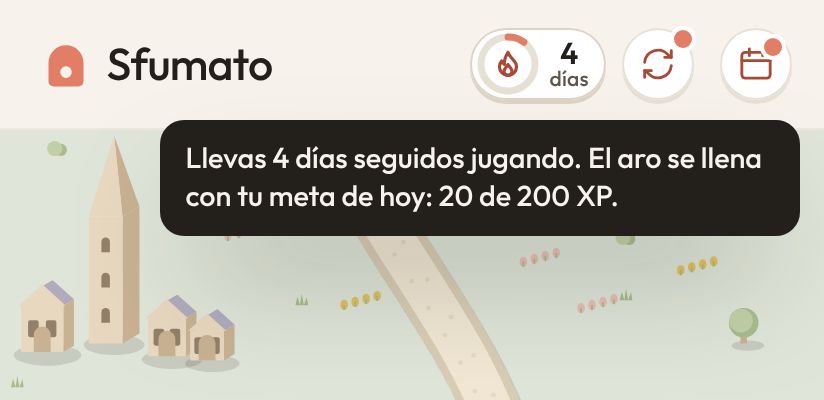 Sfumato
4
días
Llevas 4 días seguidos jugando. El aro se llena
con tu meta de hoy: 20 de 200 XP.